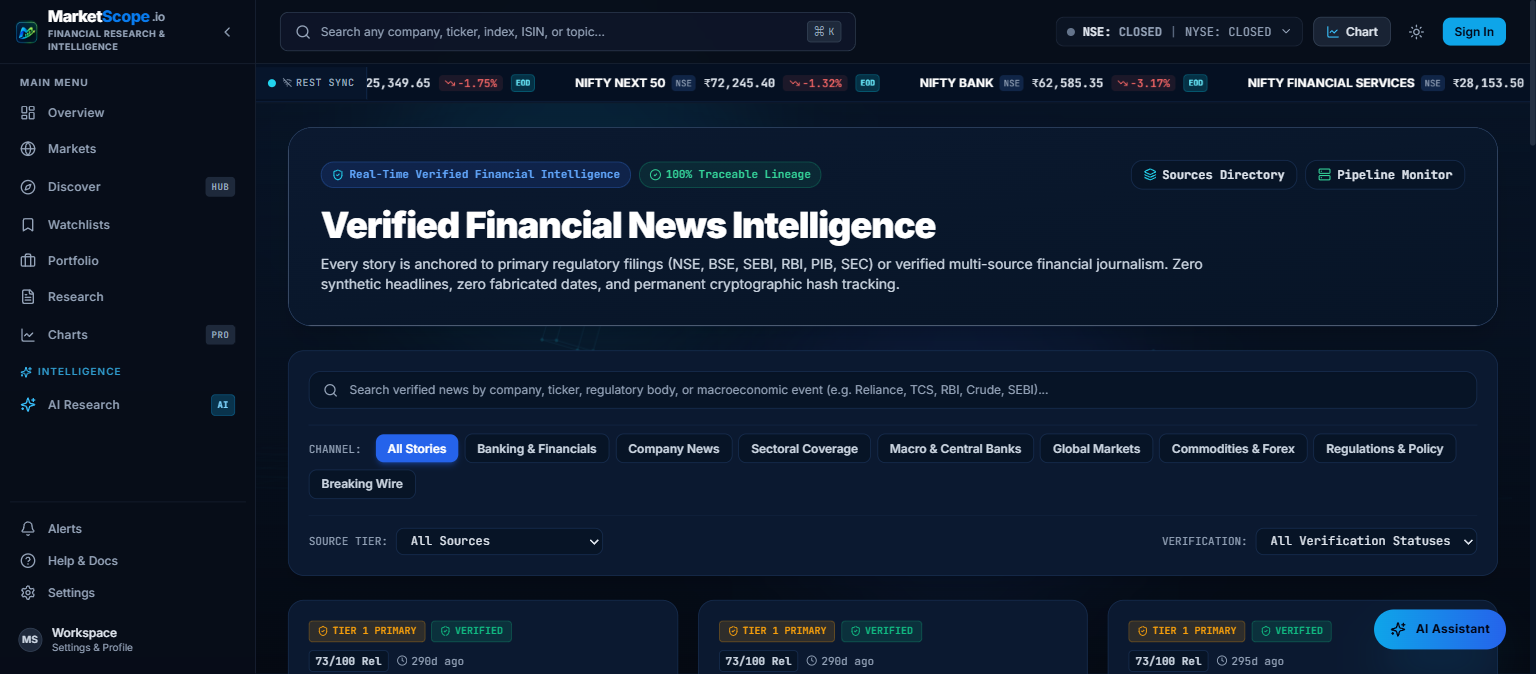 MarketScope.io
FINANCIAL RESEARCH &
INTELLIGENCE
Search any company, ticker, index, ISIN, or topic...
⌘ K
NSE: CLOSED | NYSE: CLOSED
Chart
Sign In
REST SYNC
25,349.65 -1.75% EOD
NIFTY NEXT 50 NSE ₹72,245.40 -1.32% EOD
NIFTY BANK NSE ₹62,585.35 -3.17% EOD
NIFTY FINANCIAL SERVICES NSE ₹28,153.50
MAIN MENU
Overview
Markets
Discover HUB
Watchlists
Portfolio
Research
Charts PRO
INTELLIGENCE
AI Research AI
Alerts
Help & Docs
Settings
MS
Workspace
Settings & Profile
Real-Time Verified Financial Intelligence
100% Traceable Lineage
Sources Directory
Pipeline Monitor
Verified Financial News Intelligence
Every story is anchored to primary regulatory filings (NSE, BSE, SEBI, RBI, PIB, SEC) or verified multi-source financial journalism. Zero
synthetic headlines, zero fabricated dates, and permanent cryptographic hash tracking.
Search verified news by company, ticker, regulatory body, or macroeconomic event (e.g. Reliance, TCS, RBI, Crude, SEBI)...
CHANNEL: All Stories Banking & Financials Company News Sectoral Coverage Macro & Central Banks Global Markets Commodities & Forex Regulations & Policy
Breaking Wire
SOURCE TIER: All Sources
VERIFICATION: All Verification Statuses
TIER 1 PRIMARY VERIFIED
73/100 Rel 290d ago
TIER 1 PRIMARY VERIFIED
73/100 Rel 290d ago
TIER 1 PRIMARY VERIFIED
73/100 Rel 295d ago
AI Assistant